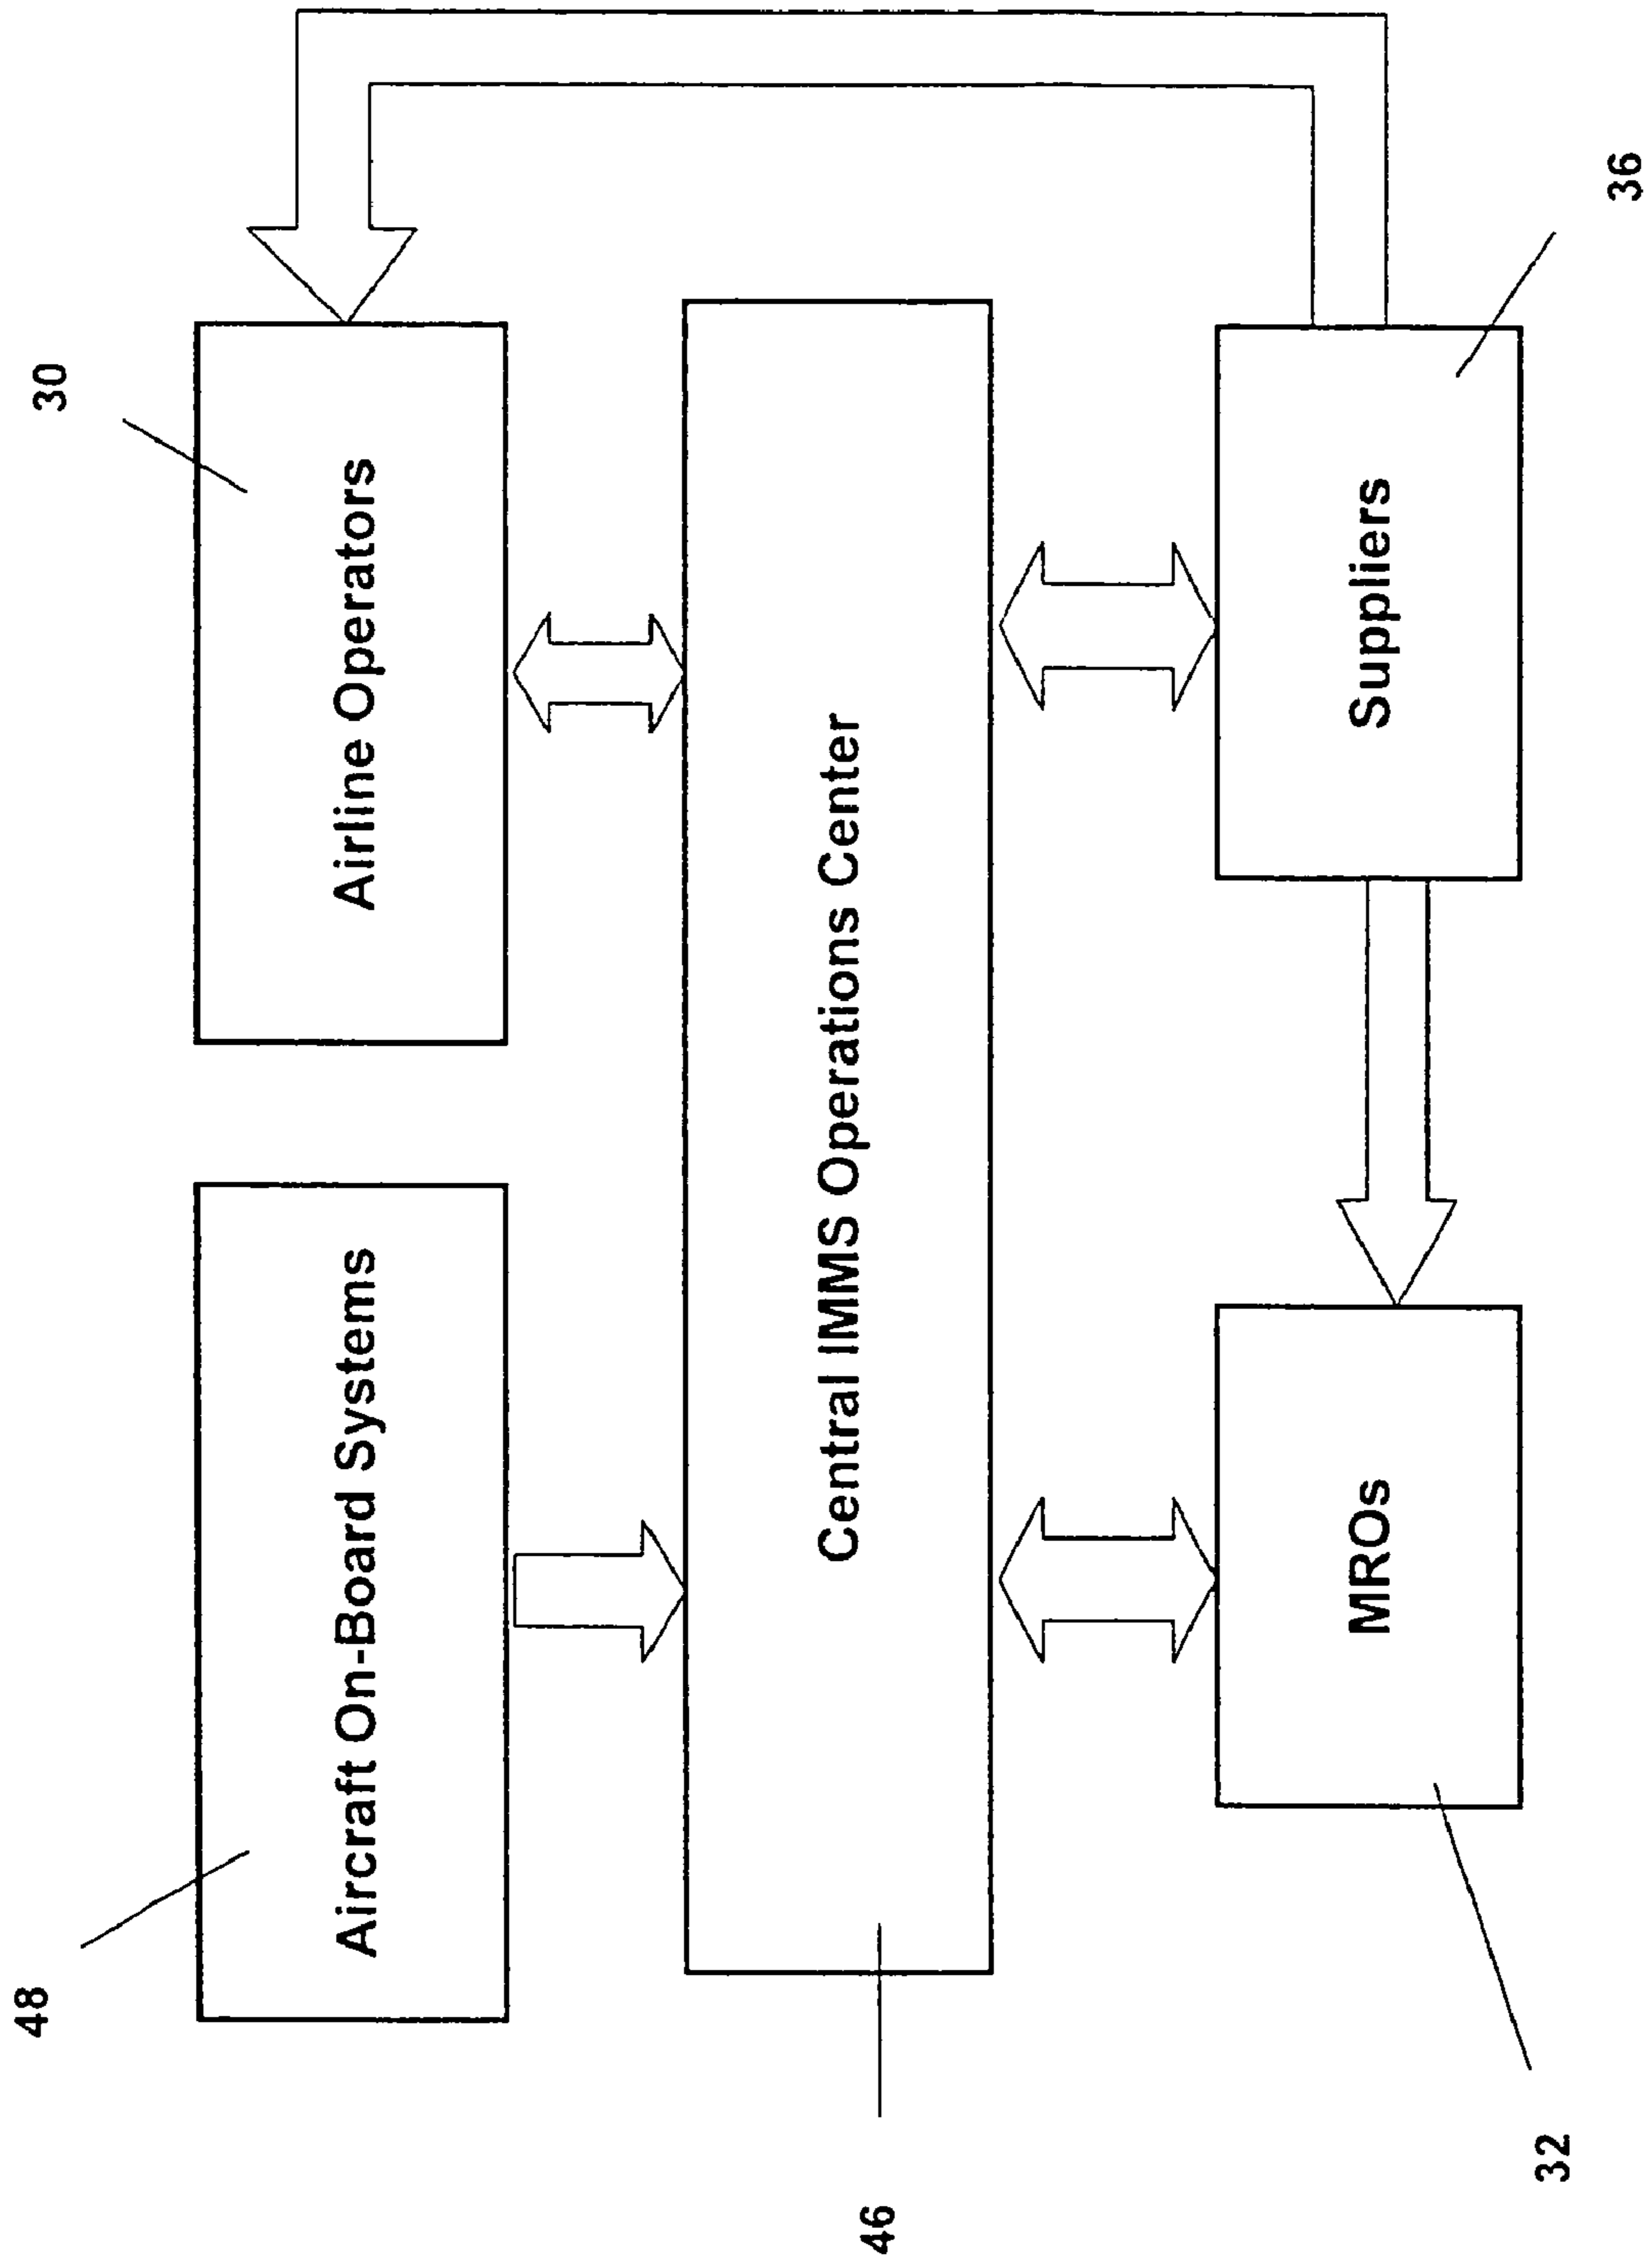 48
Aircraft On-Board Systems
30
Airline Operators
46
Central IMMS Operations Center
32
MROs
Suppliers
36